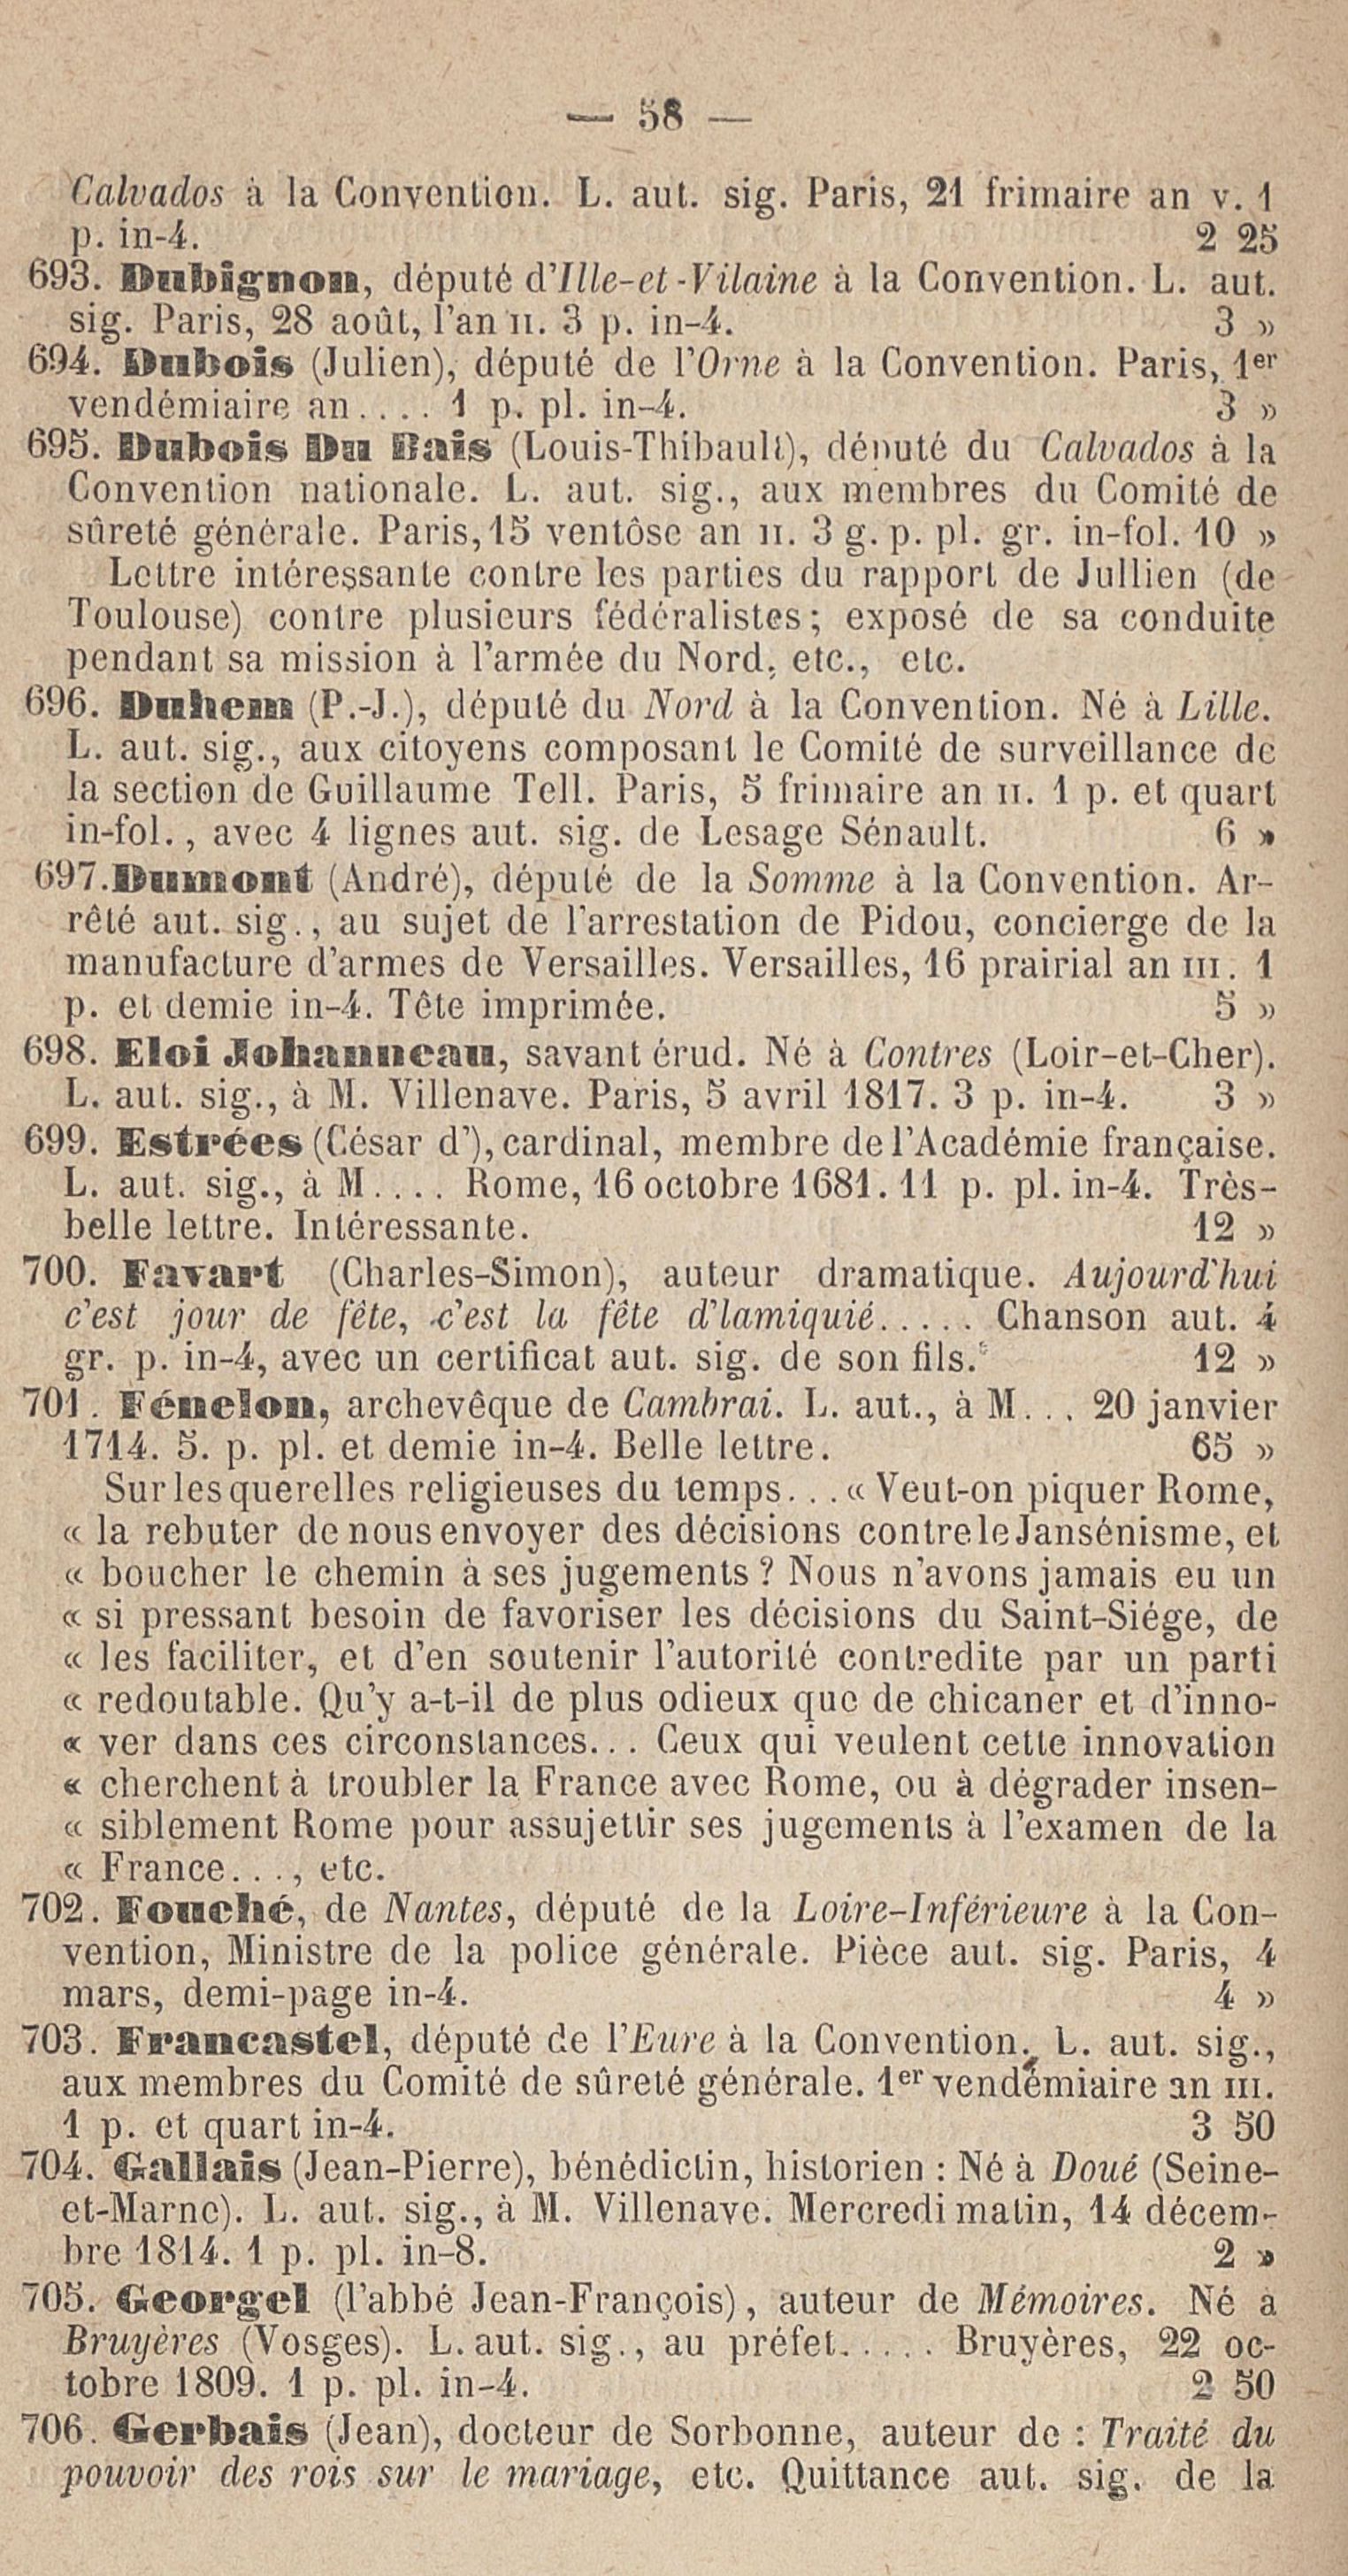 — 58 —
Calvados à la Convention. L. aut. sig. Paris, 21 frimaire an v. 1
p. in-4. 2 25
693. Dubignon, député d'Ille-et-Vilaine à la Convention. L. aut.
sig. Paris, 28 août, l'an II. 3 p. in-4. 3 »
694. Dubois (Julien), député de l'Orne à la Convention. Paris, 1er
vendémiaire an.... 1 p. pl. in-4. 3 »
695. Dubois Du Bais (Louis-Thibault), député du Calvados à la
Convention nationale. L. aut. sig., aux membres du Comité de
sûreté générale. Paris, 15 ventôse an II. 3 g. p. pl. gr. in-fol. 10 »
Lettre intéressante contre les parties du rapport de Jullien (de
Toulouse) contre plusieurs fédéralistes; exposé de sa conduite
pendant sa mission à l'armée du Nord, etc., etc.
696. Duhem (P.-J.), député du Nord à la Convention. Né à Lille.
L. aut. sig., aux citoyens composant le Comité de surveillance de
la section de Guillaume Tell. Paris, 5 frimaire an II. 1 p. et quart
in-fol., avec 4 lignes aut. sig. de Lesage Sénault. 6 »
697. Dumont (André), député de la Somme à la Convention. Ar-
rêté aut. sig., au sujet de l'arrestation de Pidou, concierge de la
manufacture d'armes de Versailles. Versailles, 16 prairial an III. 1
p. et demie in-4. Tête imprimée. 5 »
698. Eloi Johanneau, savant érud. Né à Contres (Loir-et-Cher).
L. aut. sig., à M. Villenave. Paris, 5 avril 1817. 3 p. in-4. 3 »
699. Estrées (César d'), cardinal, membre de l'Académie française.
L. aut. sig., à M.... Rome, 16 octobre 1681. 11 p. pl. in-4. Très-
belle lettre. Intéressante. 12 »
700. Favart (Charles-Simon), auteur dramatique. Aujourd'hui
c'est jour de fête, c'est la fête d'lamiquié..... Chanson aut. 4
gr. p. in-4, avec un certificat aut. sig. de son fils. 12 »
701. Fénelon, archevêque de Cambrai. L. aut., à M... 20 janvier
1714. 5. p. pl. et demie in-4. Belle lettre. 65 »
Sur les querelles religieuses du temps... « Veut-on piquer Rome,
« la rebuter de nous envoyer des décisions contre le Jansénisme, et
« boucher le chemin à ses jugements ? Nous n'avons jamais eu un
« si pressant besoin de favoriser les décisions du Saint-Siége, de
« les faciliter, et d'en soutenir l'autorité contredite par un parti
« redoutable. Qu'y a-t-il de plus odieux que de chicaner et d'inno-
« ver dans ces circonstances... Ceux qui veulent cette innovation
« cherchent à troubler la France avec Rome, ou à dégrader insen-
« siblement Rome pour assujettir ses jugements à l'examen de la
« France..., etc.
702. Fouché, de Nantes, député de la Loire-Inférieure à la Con-
vention, Ministre de la police générale. Pièce aut. sig. Paris, 4
mars, demi-page in-4. 4 »
703. Francastel, député de l'Eure à la Convention. L. aut. sig.,
aux membres du Comité de sûreté générale. 1er vendémiaire an III.
1 p. et quart in-4. 3 50
704. Gallais (Jean-Pierre), bénédictin, historien : Né à Doué (Seine-
et-Marne). L. aut. sig., à M. Villenave. Mercredi matin, 14 décem-
bre 1814. 1 p. pl. in-8. 2 »
705. Georgel (l'abbé Jean-François), auteur de Mémoires. Né a
Bruyères (Vosges). L. aut. sig., au préfet..... Bruyères, 22 oc-
tobre 1809. 1 p. pl. in-4. 2 50
706. Gerbais (Jean), docteur de Sorbonne, auteur de : Traité du
pouvoir des rois sur le mariage, etc. Quittance aut. sig. de la